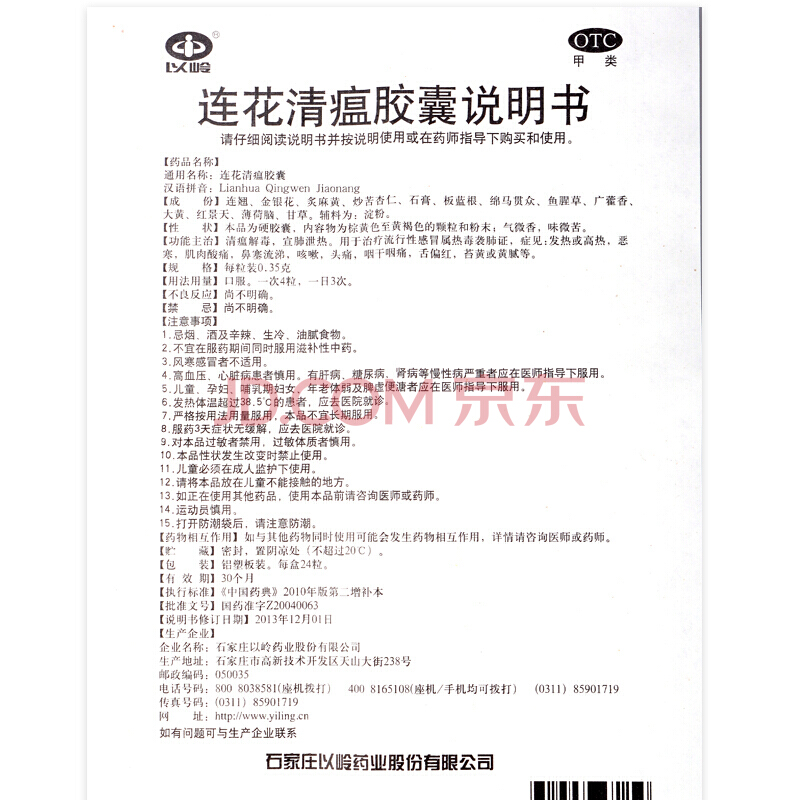 以岭
OTC
甲 类
连花清瘟胶囊说明书
请仔细阅读说明书并按说明使用或在药师指导下购买和使用。
【药品名称】
通用名称：连花清瘟胶囊
汉语拼音：Lianhua Qingwen Jiaonang
【成 份】连翘、金银花、炙麻黄、炒苦杏仁、石膏、板蓝根、绵马贯众、鱼腥草、广藿香、
大黄、红景天、薄荷脑、甘草。辅料为：淀粉。
【性 状】本品为硬胶囊，内容物为棕黄色至黄褐色的颗粒和粉末；气微香，味微苦。
【功能主治】清瘟解毒，宣肺泄热。用于治疗流行性感冒属热毒袭肺证，症见：发热或高热，恶
寒，肌肉酸痛，鼻塞流涕，咳嗽，头痛，咽干咽痛，舌偏红，苔黄或黄腻等。
【规 格】每粒装0.35克
【用法用量】口服。一次4粒，一日3次。
【不良反应】尚不明确。
【禁 忌】尚不明确。
【注意事项】
1.忌烟、酒及辛辣、生冷、油腻食物。
2.不宜在服药期间同时服用滋补性中药。
3.风寒感冒者不适用。
4.高血压、心脏病患者慎用。有肝病、糖尿病、肾病等慢性病严重者应在医师指导下服用。
5.儿童、孕妇、哺乳期妇女、年老体弱及脾虚便溏者应在医师指导下服用。
6.发热体温超过38.5℃的患者，应去医院就诊。
7.严格按用法用量服用，本品不宜长期服用。
8.服药3天症状无缓解，应去医院就诊。
9.对本品过敏者禁用，过敏体质者慎用。
10.本品性状发生改变时禁止使用。
11.儿童必须在成人监护下使用。
12.请将本品放在儿童不能接触的地方。
13.如正在使用其他药品，使用本品前请咨询医师或药师。
14.运动员慎用。
15.打开防潮袋后，请注意防潮。
【药物相互作用】如与其他药物同时使用可能会发生药物相互作用，详情请咨询医师或药师。
【贮 藏】密封，置阴凉处（不超过20℃）。
【包 装】铝塑板装。每盒24粒。
【有 效 期】30个月
【执行标准】《中国药典》2010年版第二增补本
【批准文号】国药准字Z20040063
【说明书修订日期】2013年12月01日
【生产企业】
企业名称：石家庄以岭药业股份有限公司
生产地址：石家庄市高新技术开发区天山大街238号
邮政编码：050035
电话号码：800 8038581(座机拨打) 400 8165108(座机/手机均可拨打) (0311) 85901719
传真号码：(0311) 85901719
网 址：http://www.yiling.cn
如有问题可与生产企业联系
石家庄以岭药业股份有限公司
JD.COM 京东